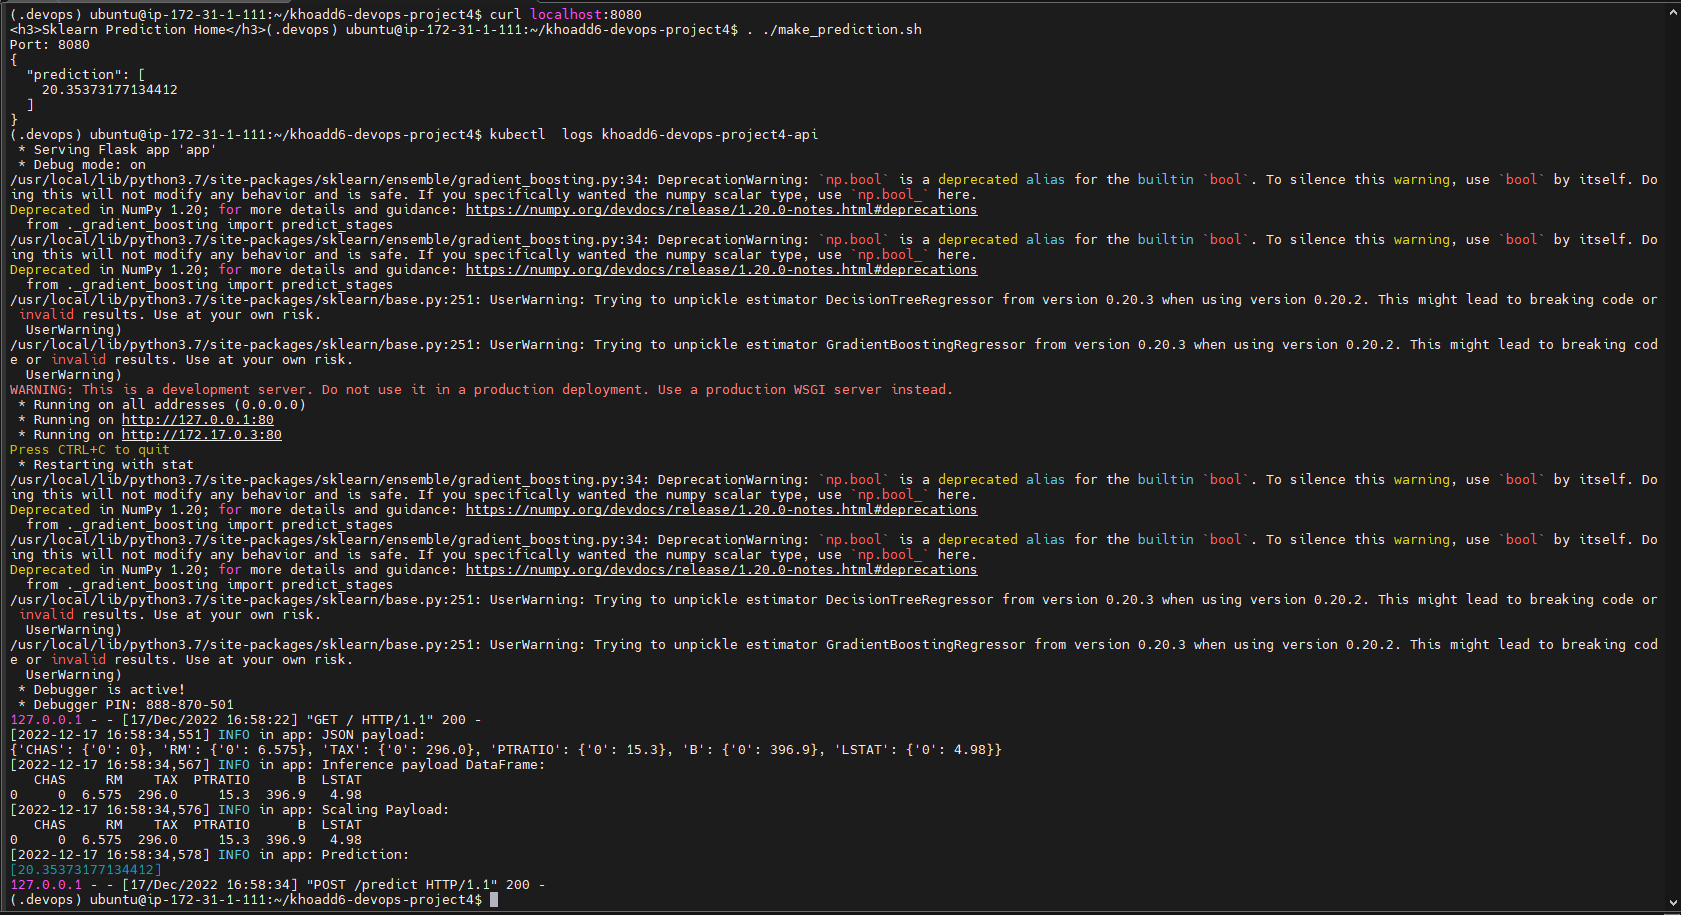 (.devops) ubuntu@ip-172-31-1-111:~/khoadd6-devops-project4$ curl localhost:8080
<h3>Sklearn Prediction Home</h3>(.devops) ubuntu@ip-172-31-1-111:~/khoadd6-devops-project4$ . ./make_prediction.sh
Port: 8080
{
  "prediction": [
    20.35373177134412
  ]
}
(.devops) ubuntu@ip-172-31-1-111:~/khoadd6-devops-project4$ kubectl  logs khoadd6-devops-project4-api
 * Serving Flask app 'app'
 * Debug mode: on
/usr/local/lib/python3.7/site-packages/sklearn/ensemble/gradient_boosting.py:34: DeprecationWarning: `np.bool` is a deprecated alias for the builtin `bool`. To silence this warning, use `bool` by itself. Do
ing this will not modify any behavior and is safe. If you specifically wanted the numpy scalar type, use `np.bool_` here.
Deprecated in NumPy 1.20; for more details and guidance: https://numpy.org/devdocs/release/1.20.0-notes.html#deprecations
  from ._gradient_boosting import predict_stages
/usr/local/lib/python3.7/site-packages/sklearn/ensemble/gradient_boosting.py:34: DeprecationWarning: `np.bool` is a deprecated alias for the builtin `bool`. To silence this warning, use `bool` by itself. Do
ing this will not modify any behavior and is safe. If you specifically wanted the numpy scalar type, use `np.bool_` here.
Deprecated in NumPy 1.20; for more details and guidance: https://numpy.org/devdocs/release/1.20.0-notes.html#deprecations
  from ._gradient_boosting import predict_stages
/usr/local/lib/python3.7/site-packages/sklearn/base.py:251: UserWarning: Trying to unpickle estimator DecisionTreeRegressor from version 0.20.3 when using version 0.20.2. This might lead to breaking code or
 invalid results. Use at your own risk.
  UserWarning)
/usr/local/lib/python3.7/site-packages/sklearn/base.py:251: UserWarning: Trying to unpickle estimator GradientBoostingRegressor from version 0.20.3 when using version 0.20.2. This might lead to breaking cod
e or invalid results. Use at your own risk.
  UserWarning)
WARNING: This is a development server. Do not use it in a production deployment. Use a production WSGI server instead.
 * Running on all addresses (0.0.0.0)
 * Running on http://127.0.0.1:80
 * Running on http://172.17.0.3:80
Press CTRL+C to quit
 * Restarting with stat
/usr/local/lib/python3.7/site-packages/sklearn/ensemble/gradient_boosting.py:34: DeprecationWarning: `np.bool` is a deprecated alias for the builtin `bool`. To silence this warning, use `bool` by itself. Do
ing this will not modify any behavior and is safe. If you specifically wanted the numpy scalar type, use `np.bool_` here.
Deprecated in NumPy 1.20; for more details and guidance: https://numpy.org/devdocs/release/1.20.0-notes.html#deprecations
  from ._gradient_boosting import predict_stages
/usr/local/lib/python3.7/site-packages/sklearn/ensemble/gradient_boosting.py:34: DeprecationWarning: `np.bool` is a deprecated alias for the builtin `bool`. To silence this warning, use `bool` by itself. Do
ing this will not modify any behavior and is safe. If you specifically wanted the numpy scalar type, use `np.bool_` here.
Deprecated in NumPy 1.20; for more details and guidance: https://numpy.org/devdocs/release/1.20.0-notes.html#deprecations
  from ._gradient_boosting import predict_stages
/usr/local/lib/python3.7/site-packages/sklearn/base.py:251: UserWarning: Trying to unpickle estimator DecisionTreeRegressor from version 0.20.3 when using version 0.20.2. This might lead to breaking code or
 invalid results. Use at your own risk.
  UserWarning)
/usr/local/lib/python3.7/site-packages/sklearn/base.py:251: UserWarning: Trying to unpickle estimator GradientBoostingRegressor from version 0.20.3 when using version 0.20.2. This might lead to breaking cod
e or invalid results. Use at your own risk.
  UserWarning)
 * Debugger is active!
 * Debugger PIN: 888-870-501
127.0.0.1 - - [17/Dec/2022 16:58:22] "GET / HTTP/1.1" 200 -
[2022-12-17 16:58:34,551] INFO in app: JSON payload:
{'CHAS': {'0': 0}, 'RM': {'0': 6.575}, 'TAX': {'0': 296.0}, 'PTRATIO': {'0': 15.3}, 'B': {'0': 396.9}, 'LSTAT': {'0': 4.98}}
[2022-12-17 16:58:34,567] INFO in app: Inference payload DataFrame:
   CHAS     RM    TAX  PTRATIO      B  LSTAT
0     0  6.575  296.0     15.3  396.9   4.98
[2022-12-17 16:58:34,576] INFO in app: Scaling Payload:
   CHAS     RM    TAX  PTRATIO      B  LSTAT
0     0  6.575  296.0     15.3  396.9   4.98
[2022-12-17 16:58:34,578] INFO in app: Prediction:
[20.35373177134412]
127.0.0.1 - - [17/Dec/2022 16:58:34] "POST /predict HTTP/1.1" 200 -
(.devops) ubuntu@ip-172-31-1-111:~/khoadd6-devops-project4$